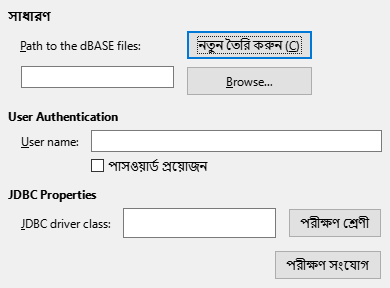 সাধারণ
Path to the dBASE files:
নতুন তৈরি করুন (C)
Browse...
User Authentication
User name:
পাসওয়ার্ড প্রয়োজন
JDBC Properties
JDBC driver class:
পরীক্ষণ শ্রেণী
পরীক্ষণ সংযোগ